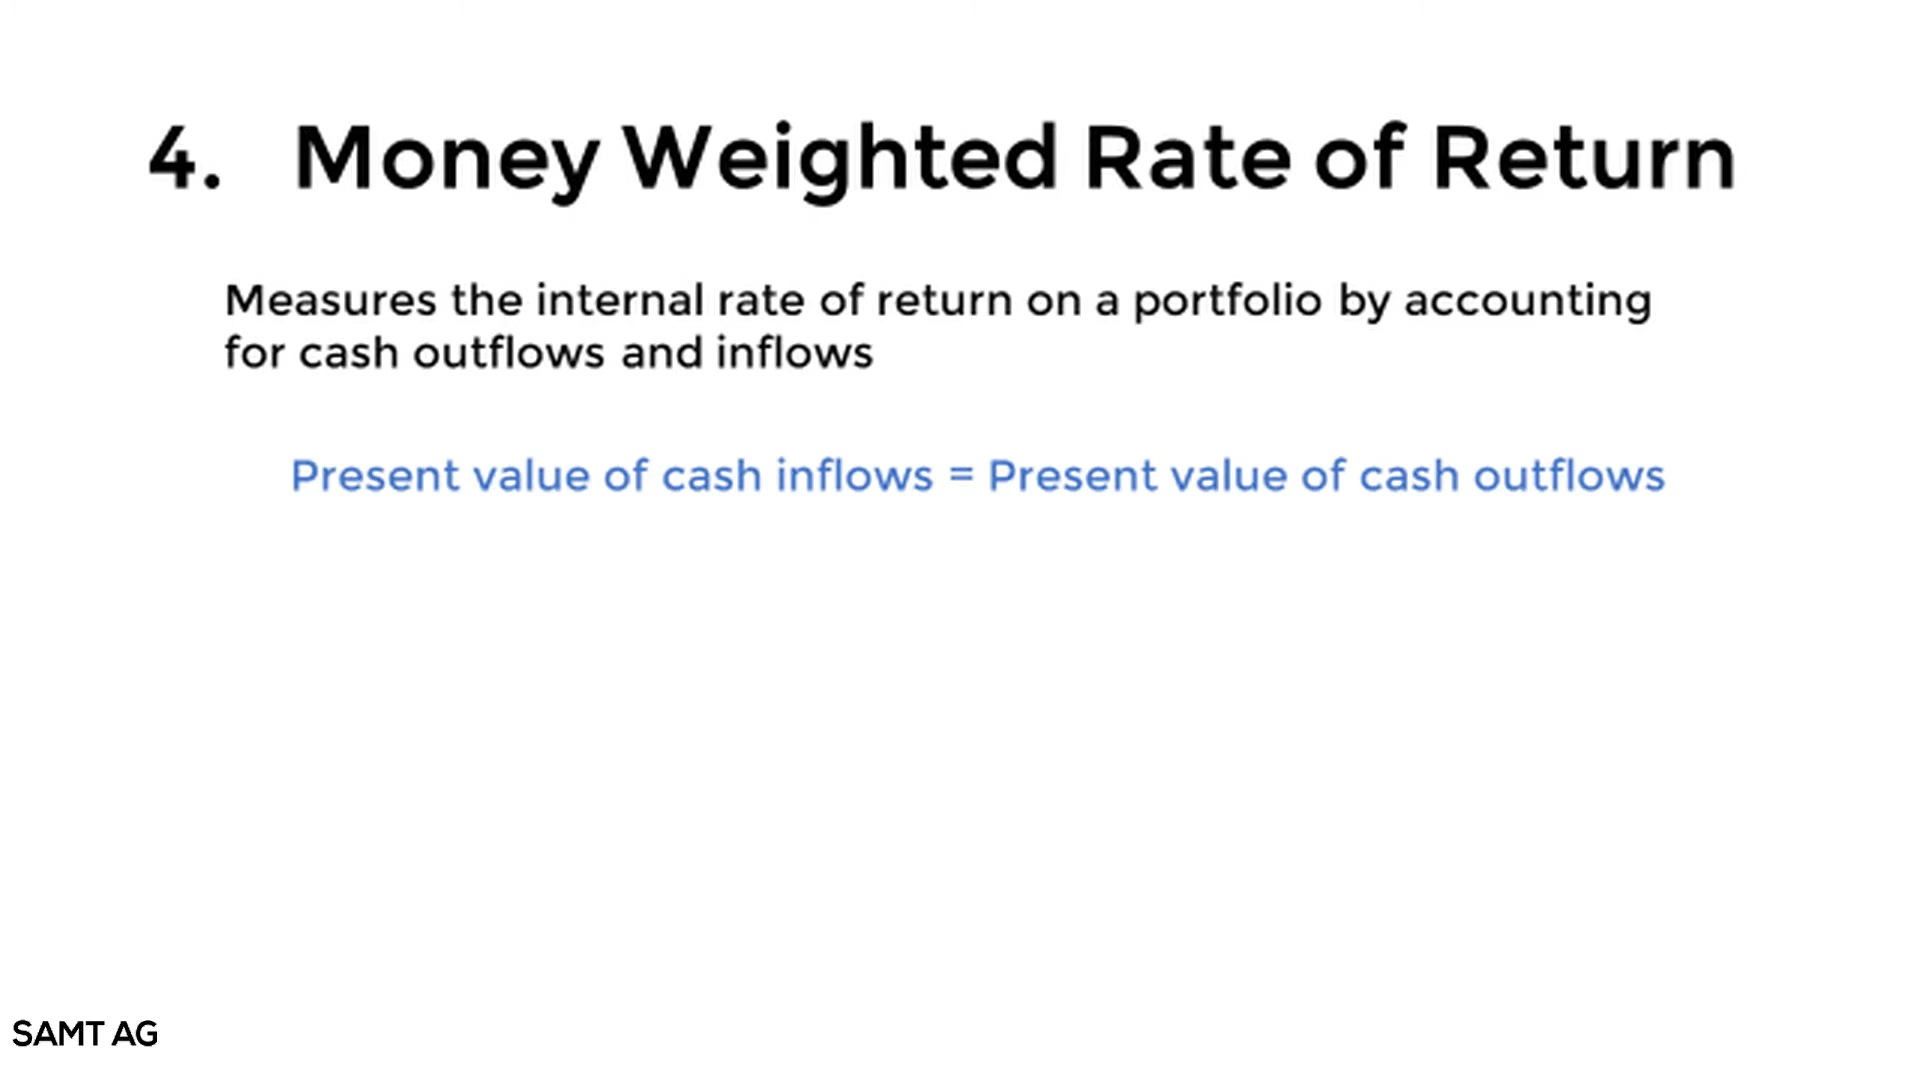 4. Money Weighted Rate of Return
Measures the internal rate of return on a portfolio by accounting
for cash outflows and inflows
Present value of cash inflows = Present value of cash outflows
SAMT AG